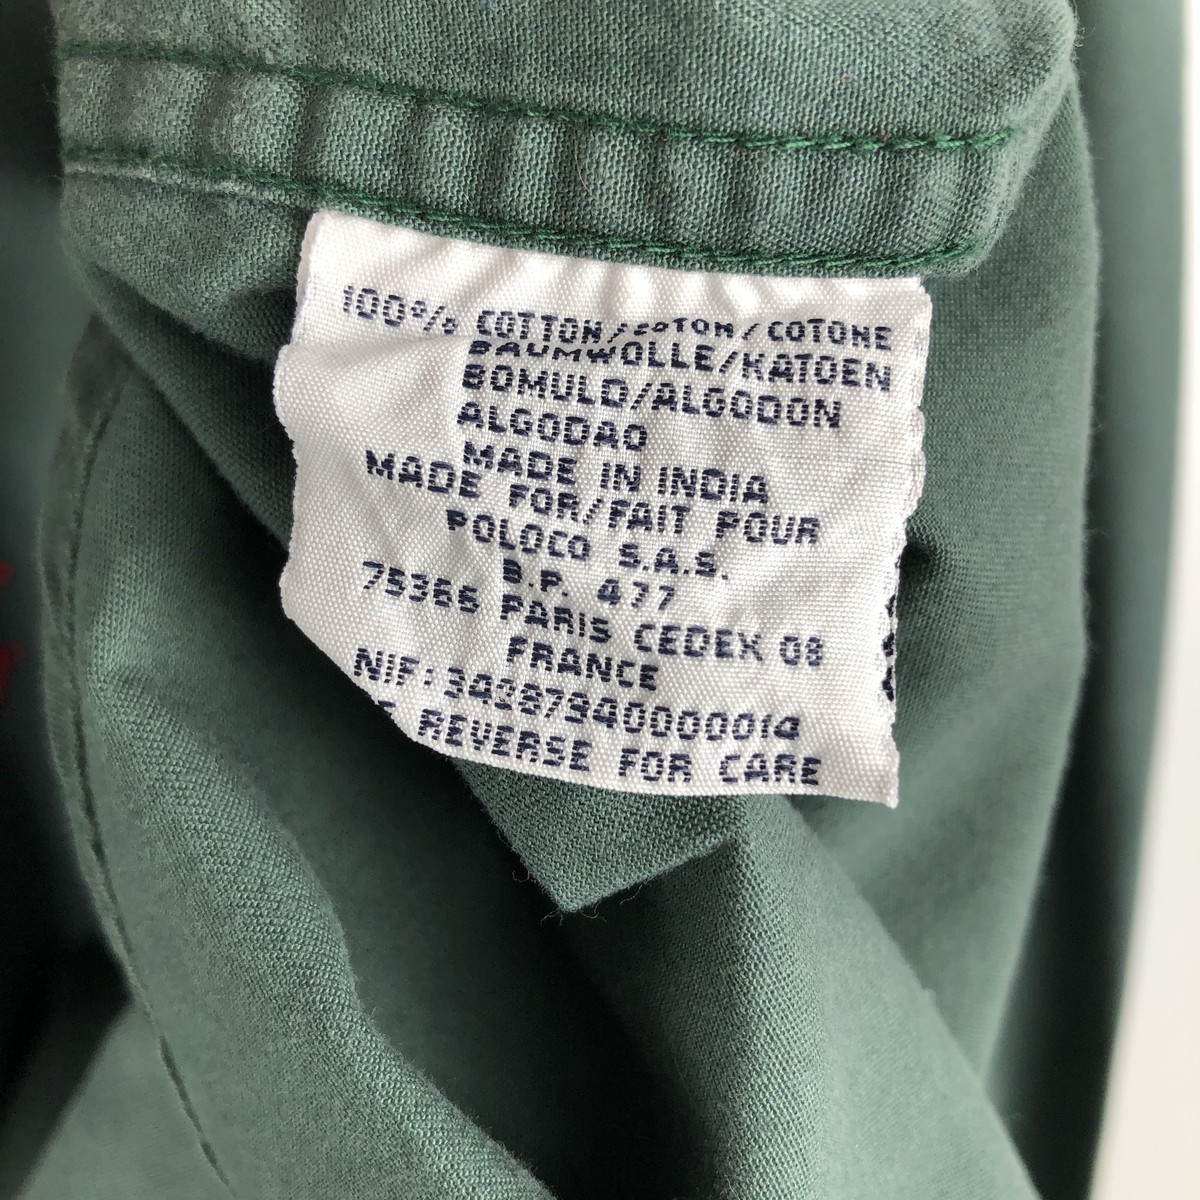 100% COTTON/COTON/COTONE
BAUMWOLLE/KATOEN
BOMULD/ALGODON
ALGODAO
MADE IN INDIA
MADE FOR/FAIT POUR
POLOCO S.A.S.
B.P. 477
75366 PARIS CEDEX 08
FRANCE
NIF: 34287940000014
REVERSE FOR CARE